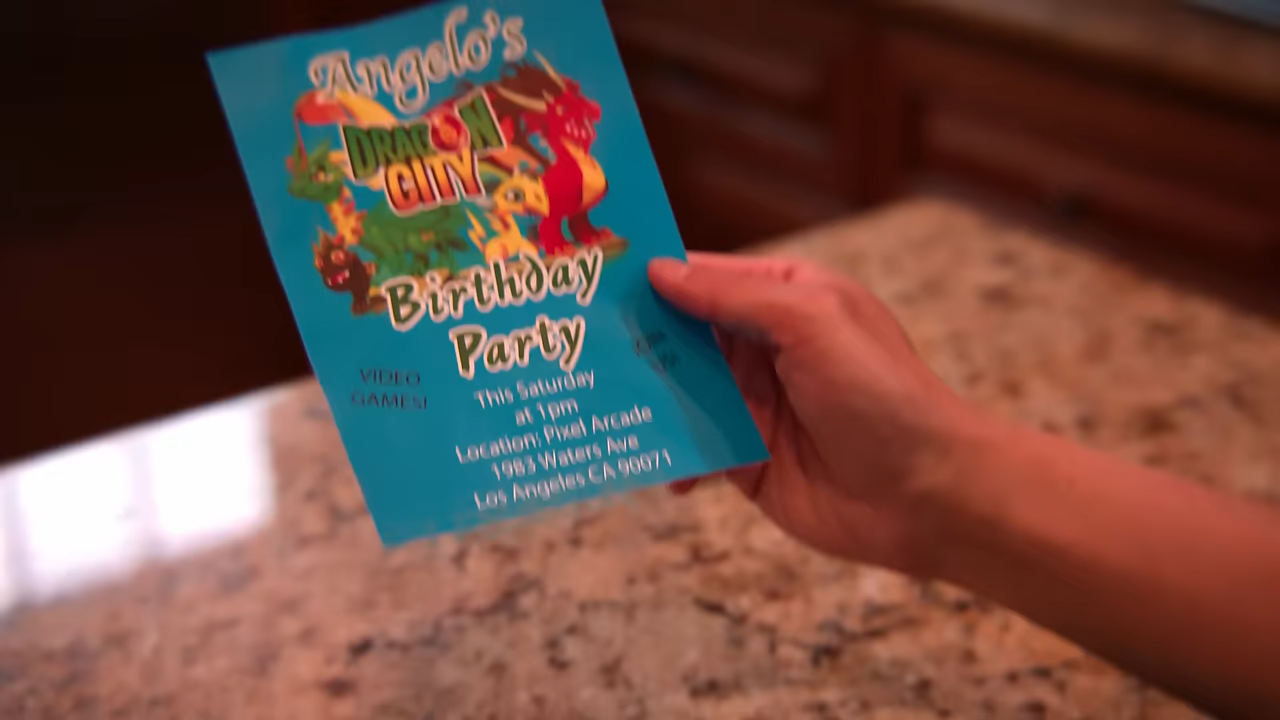 Angelo's
DRAGON
CITY
Birthday
Party
VIDEO
GAMES!
This Saturday
at 1pm
Location: Pixel Arcade
1983 Waters Ave
Los Angeles CA 90071